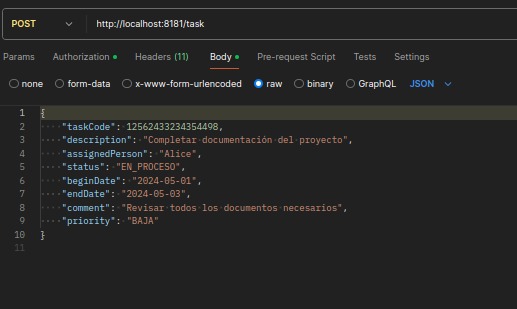 POST http://localhost:8181/task
Params Authorization Headers (11) Body Pre-request Script Tests Settings
none form-data x-www-form-urlencoded raw binary GraphQL JSON
1 {
2 "taskCode": 12562433234354498,
3 "description": "Completar documentación del proyecto",
4 "assignedPerson": "Alice",
5 "status": "EN_PROCESO",
6 "beginDate": "2024-05-01",
7 "endDate": "2024-05-03",
8 "comment": "Revisar todos los documentos necesarios",
9 "priority": "BAJA"
10 }
11